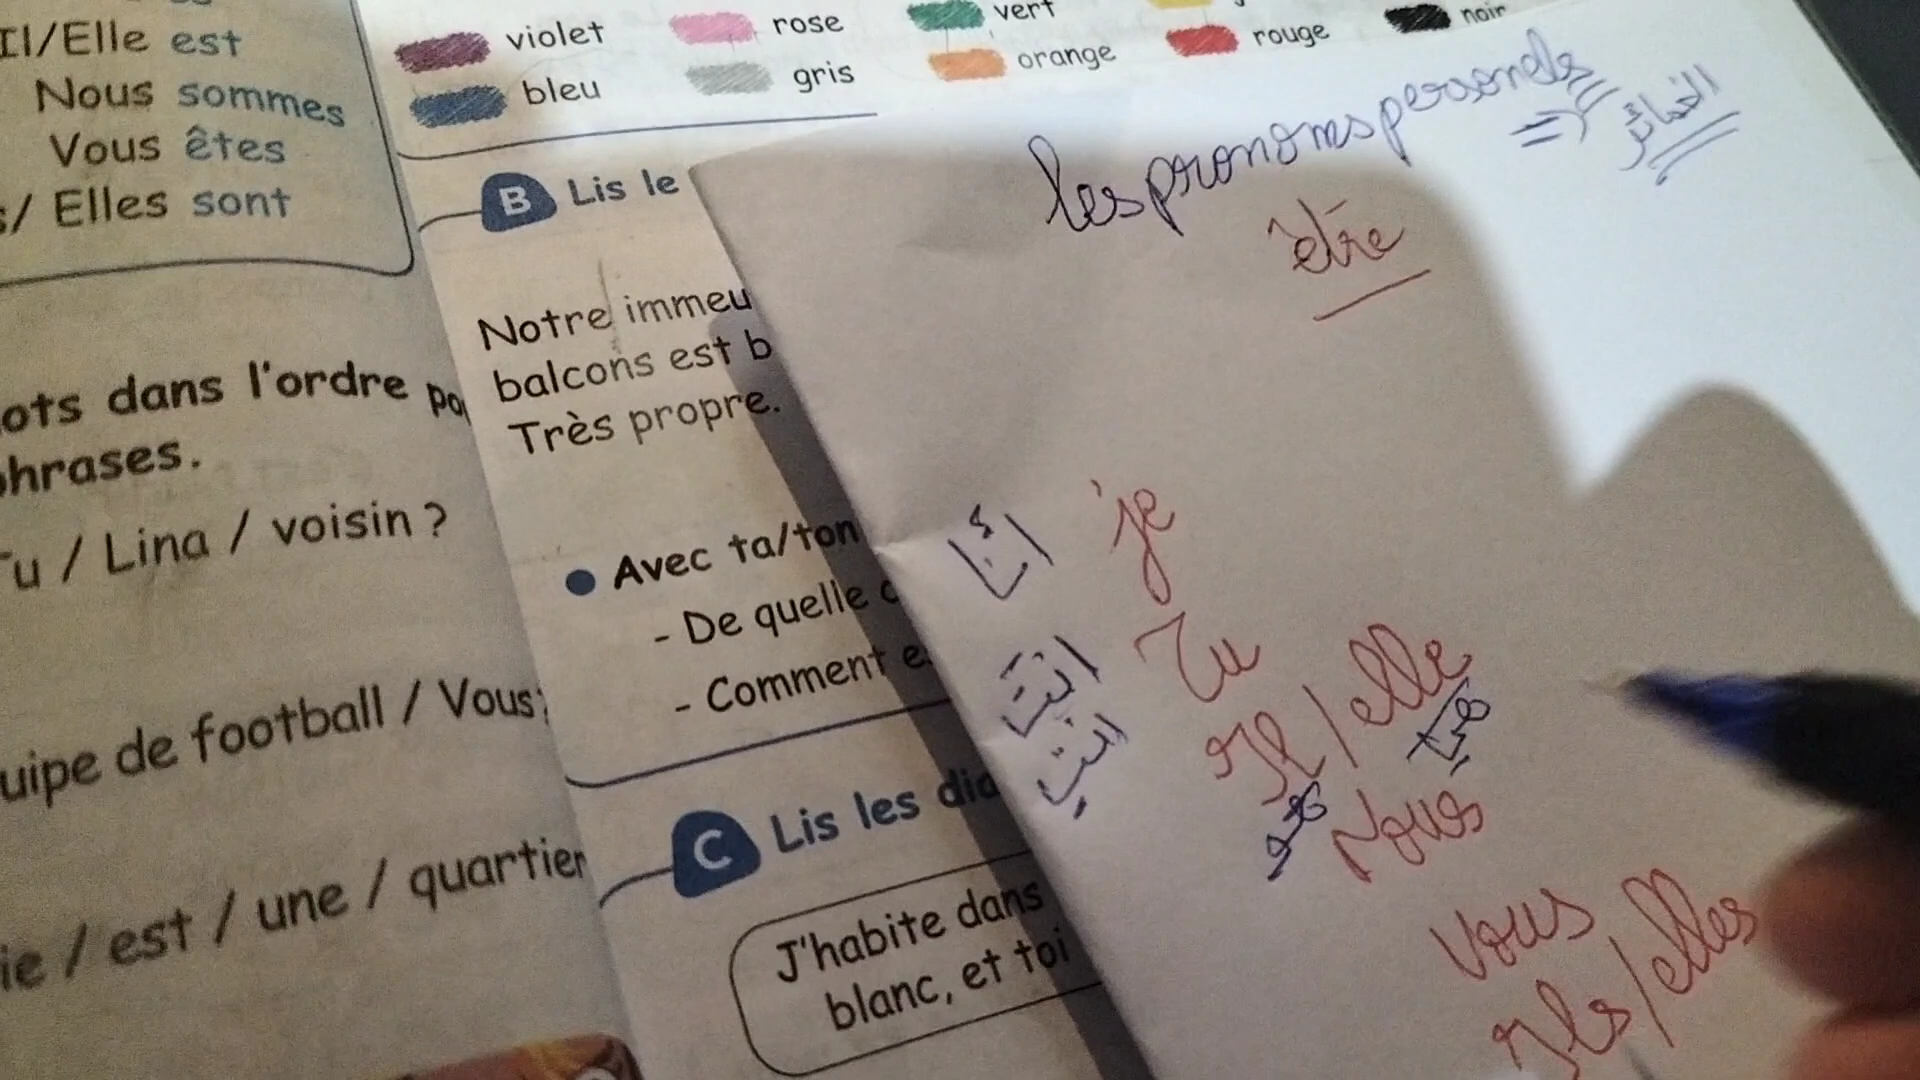 Il/Elle est
Nous sommes
Vous êtes
/ Elles sont
ots dans l'ordre
hrases.
Tu / Lina / voisin ?
uipe de football / Vous
ie / est / une / quartier
violet
rose
vert
bleu
gris
orange
rouge
noir
B Lis le
Notre immeu
balcons est b
Très propre.
Avec ta/ton
- De quelle c
- Comment e
C Lis les dia
J'habite dans
blanc, et toi
les pronoms personnels
=> الضمائر
être
أنا je
انتَ Tu
انتِ
Il / elle
هو هي
Nous
Vous
Ils / elles